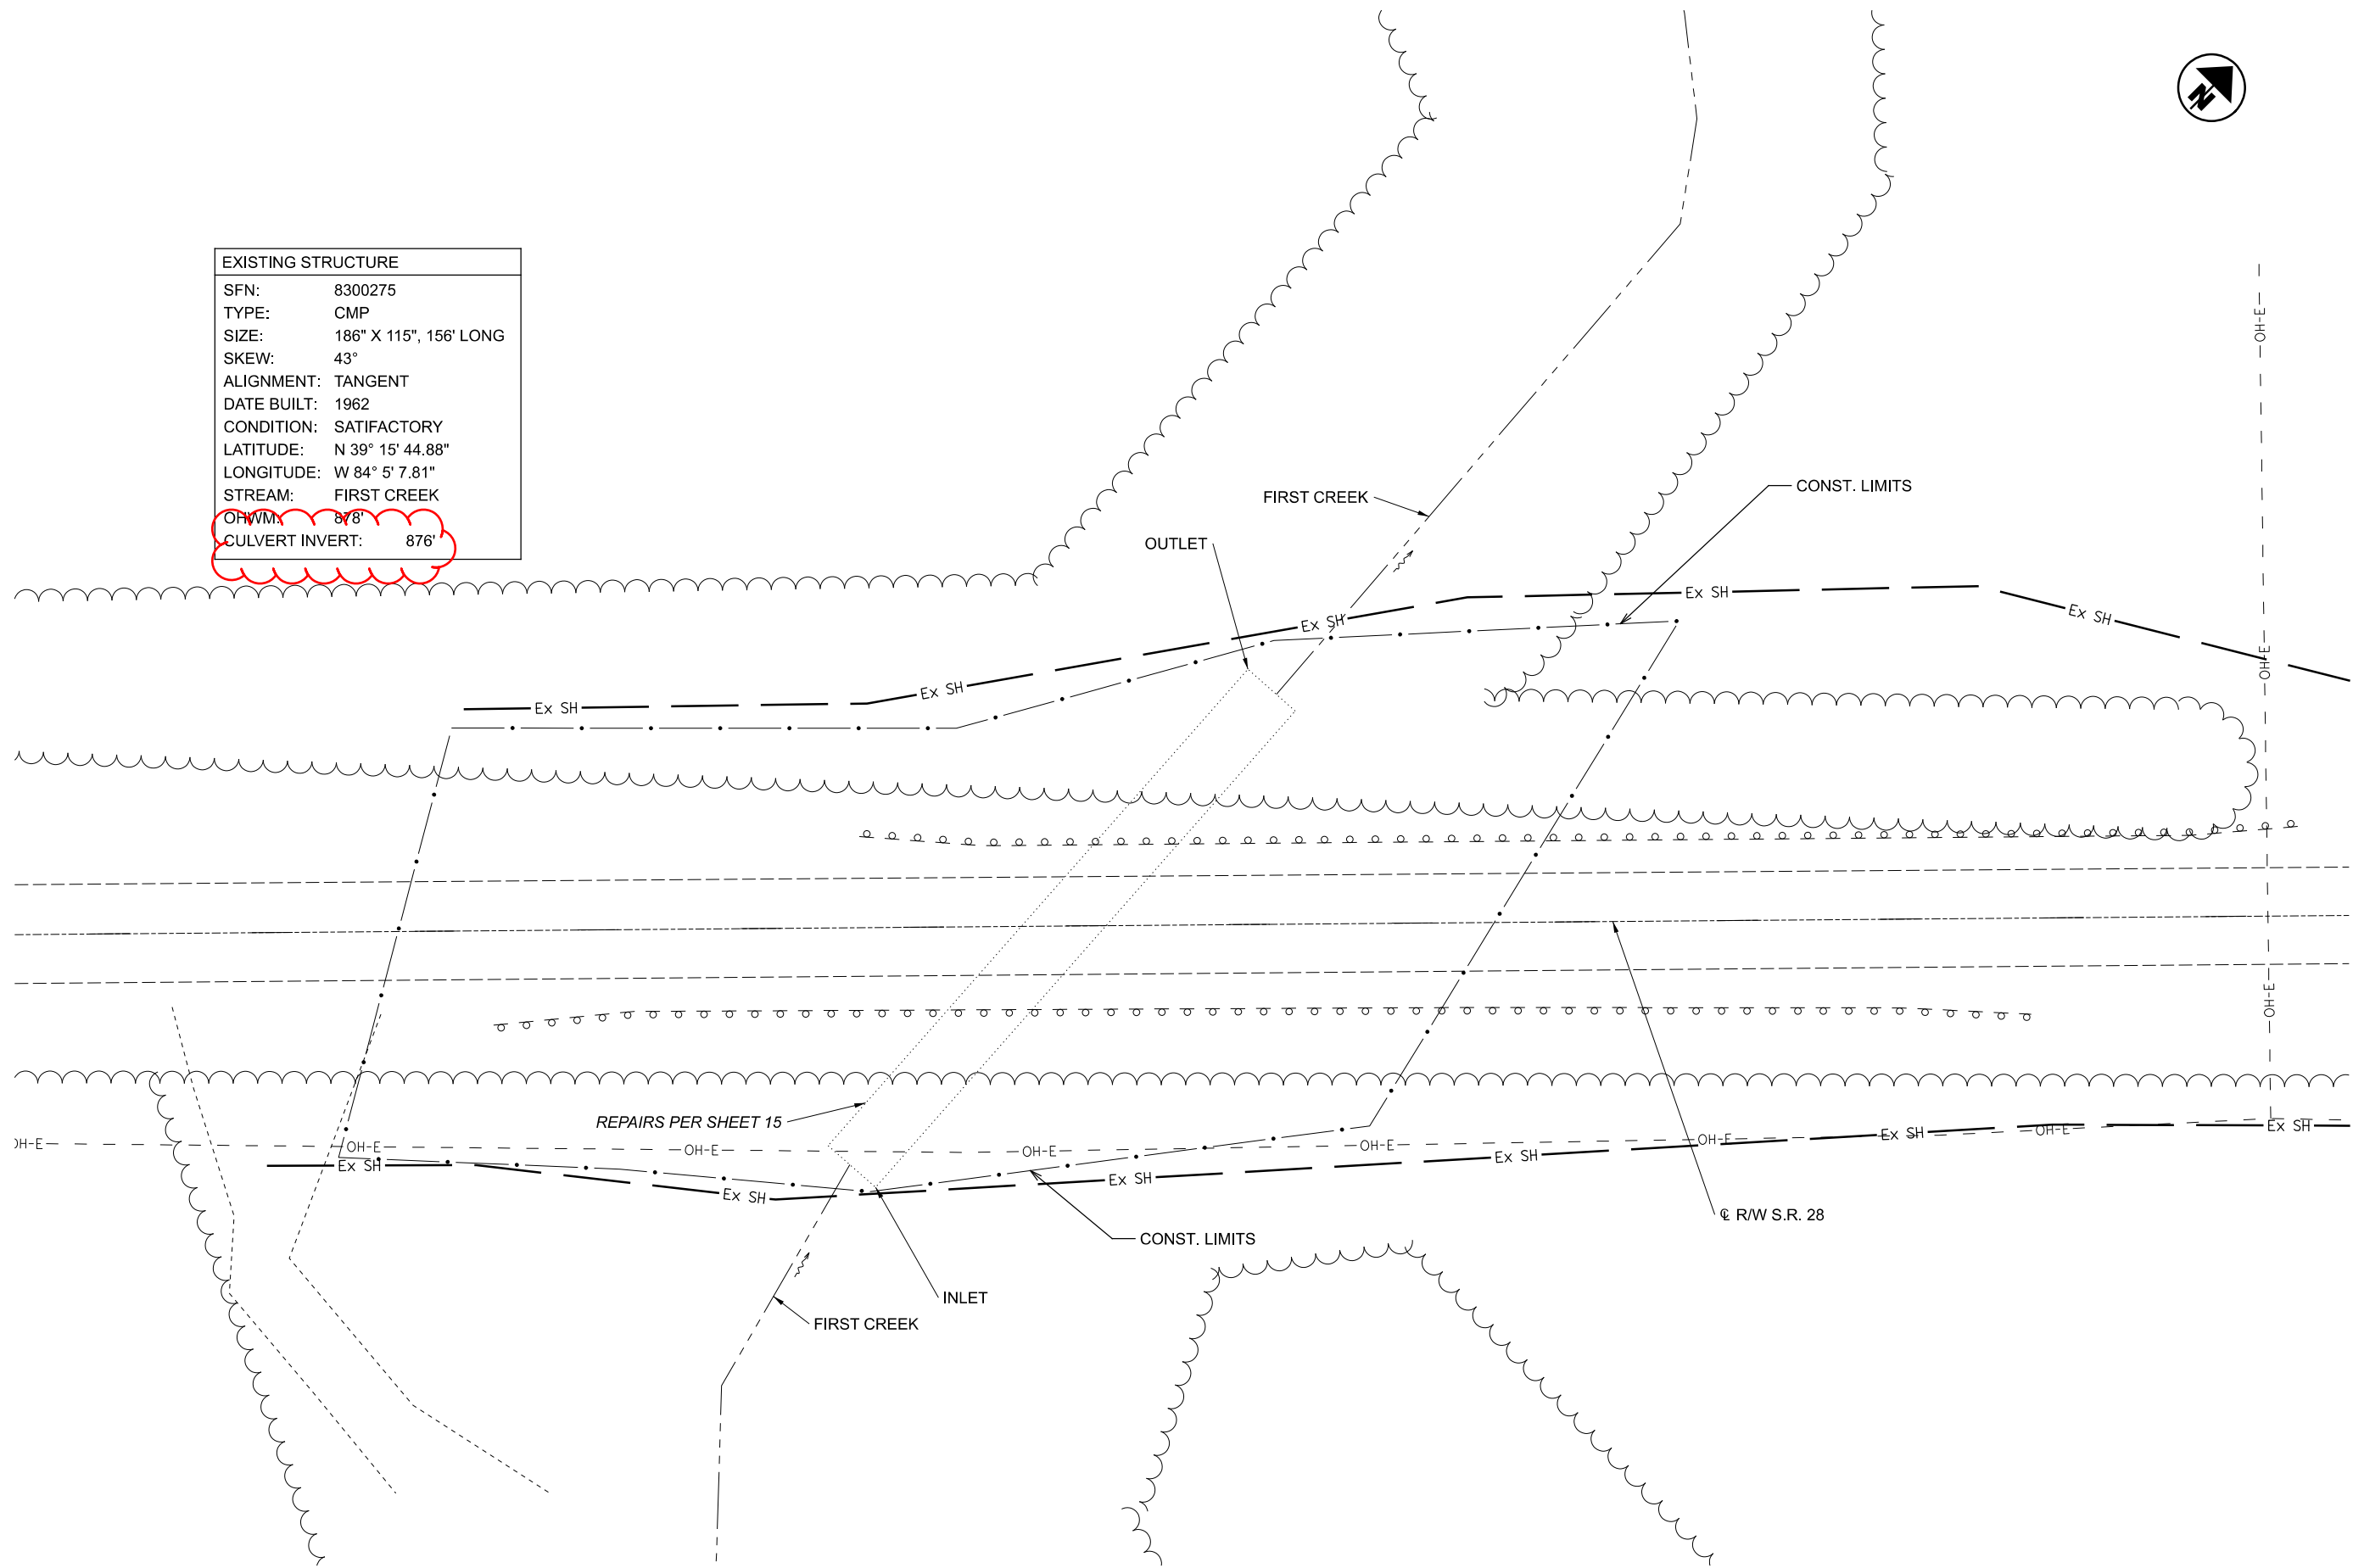 N
EXISTING STRUCTURE
SFN: 8300275
TYPE: CMP
SIZE: 186" X 115", 156' LONG
SKEW: 43°
ALIGNMENT: TANGENT
DATE BUILT: 1962
CONDITION: SATIFACTORY
LATITUDE: N 39° 15' 44.88"
LONGITUDE: W 84° 5' 7.81"
STREAM: FIRST CREEK
OHWM: 878'
CULVERT INVERT: 876'
OH-E
FIRST CREEK
CONST. LIMITS
OUTLET
Ex SH
Ex SH
Ex SH
OH-E
Ex SH
Ex SH
OH-E
REPAIRS PER SHEET 15
OH-E
OH-E
OH-E
OH-E
OH-E
OH-E
OH-E
Ex SH
Ex SH
Ex SH
Ex SH
Ex SH
Ex SH
℄ R/W S.R. 28
CONST. LIMITS
INLET
FIRST CREEK